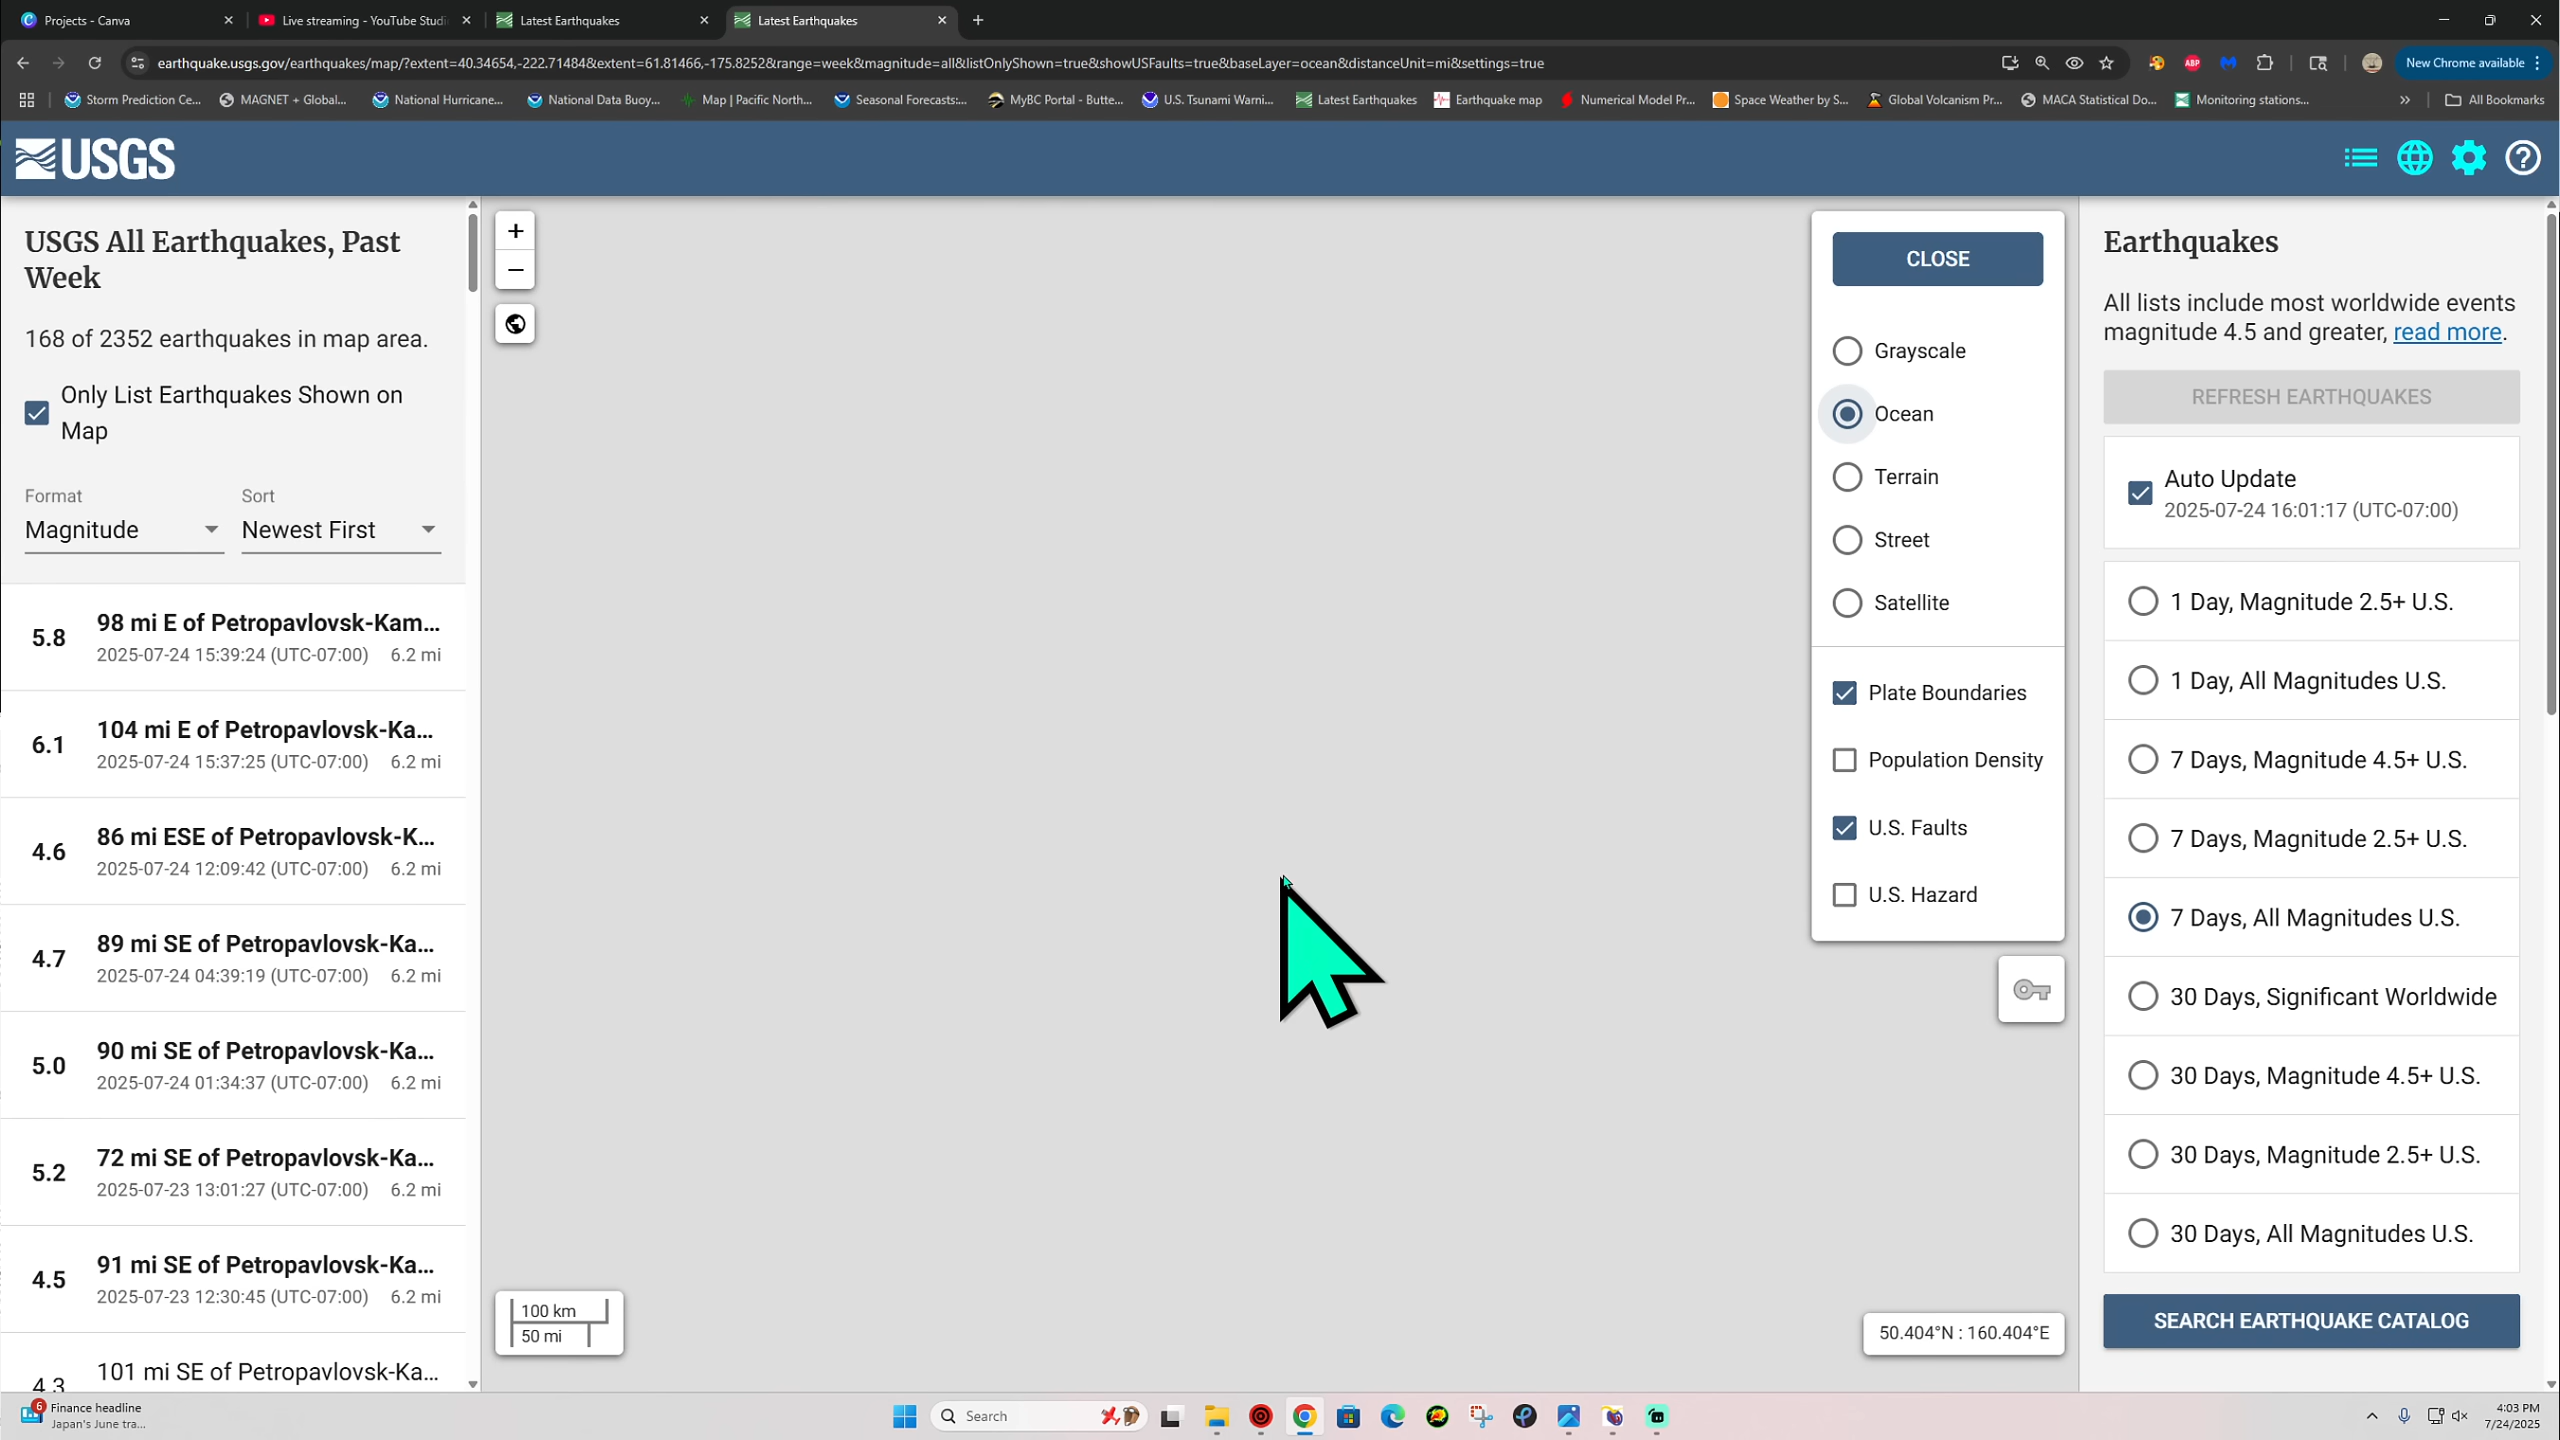 Projects - Canva
Live streaming - YouTube Studi
Latest Earthquakes
Latest Earthquakes
earthquake.usgs.gov/earthquakes/map/?extent=40.34654,-222.71484&extent=61.81466,-175.8252&range=week&magnitude=all&listOnlyShown=true&showUSFaults=true&baseLayer=ocean&distanceUnit=mi&settings=true
ABP
New Chrome available
Storm Prediction Ce...
MAGNET + Global...
National Hurricane...
National Data Buoy...
Map | Pacific North...
Seasonal Forecasts:...
MyBC Portal - Butte...
U.S. Tsunami Warni...
Latest Earthquakes
Earthquake map
Numerical Model Pr...
Space Weather by S...
Global Volcanism Pr...
MACA Statistical Do...
Monitoring stations...
All Bookmarks
USGS
USGS All Earthquakes, Past
Week
168 of 2352 earthquakes in map area.
Only List Earthquakes Shown on
Map
Format
Magnitude
Sort
Newest First
5.8
98 mi E of Petropavlovsk-Kam...
2025-07-24 15:39:24 (UTC-07:00) 6.2 mi
6.1
104 mi E of Petropavlovsk-Ka...
2025-07-24 15:37:25 (UTC-07:00) 6.2 mi
4.6
86 mi ESE of Petropavlovsk-K...
2025-07-24 12:09:42 (UTC-07:00) 6.2 mi
4.7
89 mi SE of Petropavlovsk-Ka...
2025-07-24 04:39:19 (UTC-07:00) 6.2 mi
5.0
90 mi SE of Petropavlovsk-Ka...
2025-07-24 01:34:37 (UTC-07:00) 6.2 mi
5.2
72 mi SE of Petropavlovsk-Ka...
2025-07-23 13:01:27 (UTC-07:00) 6.2 mi
4.5
91 mi SE of Petropavlovsk-Ka...
2025-07-23 12:30:45 (UTC-07:00) 6.2 mi
4.3
101 mi SE of Petropavlovsk-Ka...
100 km
50 mi
CLOSE
Grayscale
Ocean
Terrain
Street
Satellite
Plate Boundaries
Population Density
U.S. Faults
U.S. Hazard
50.404°N : 160.404°E
Earthquakes
All lists include most worldwide events
magnitude 4.5 and greater, read more.
REFRESH EARTHQUAKES
Auto Update
2025-07-24 16:01:17 (UTC-07:00)
1 Day, Magnitude 2.5+ U.S.
1 Day, All Magnitudes U.S.
7 Days, Magnitude 4.5+ U.S.
7 Days, Magnitude 2.5+ U.S.
7 Days, All Magnitudes U.S.
30 Days, Significant Worldwide
30 Days, Magnitude 4.5+ U.S.
30 Days, Magnitude 2.5+ U.S.
30 Days, All Magnitudes U.S.
SEARCH EARTHQUAKE CATALOG
6
Finance headline
Japan's June tra...
Search
4:03 PM
7/24/2025